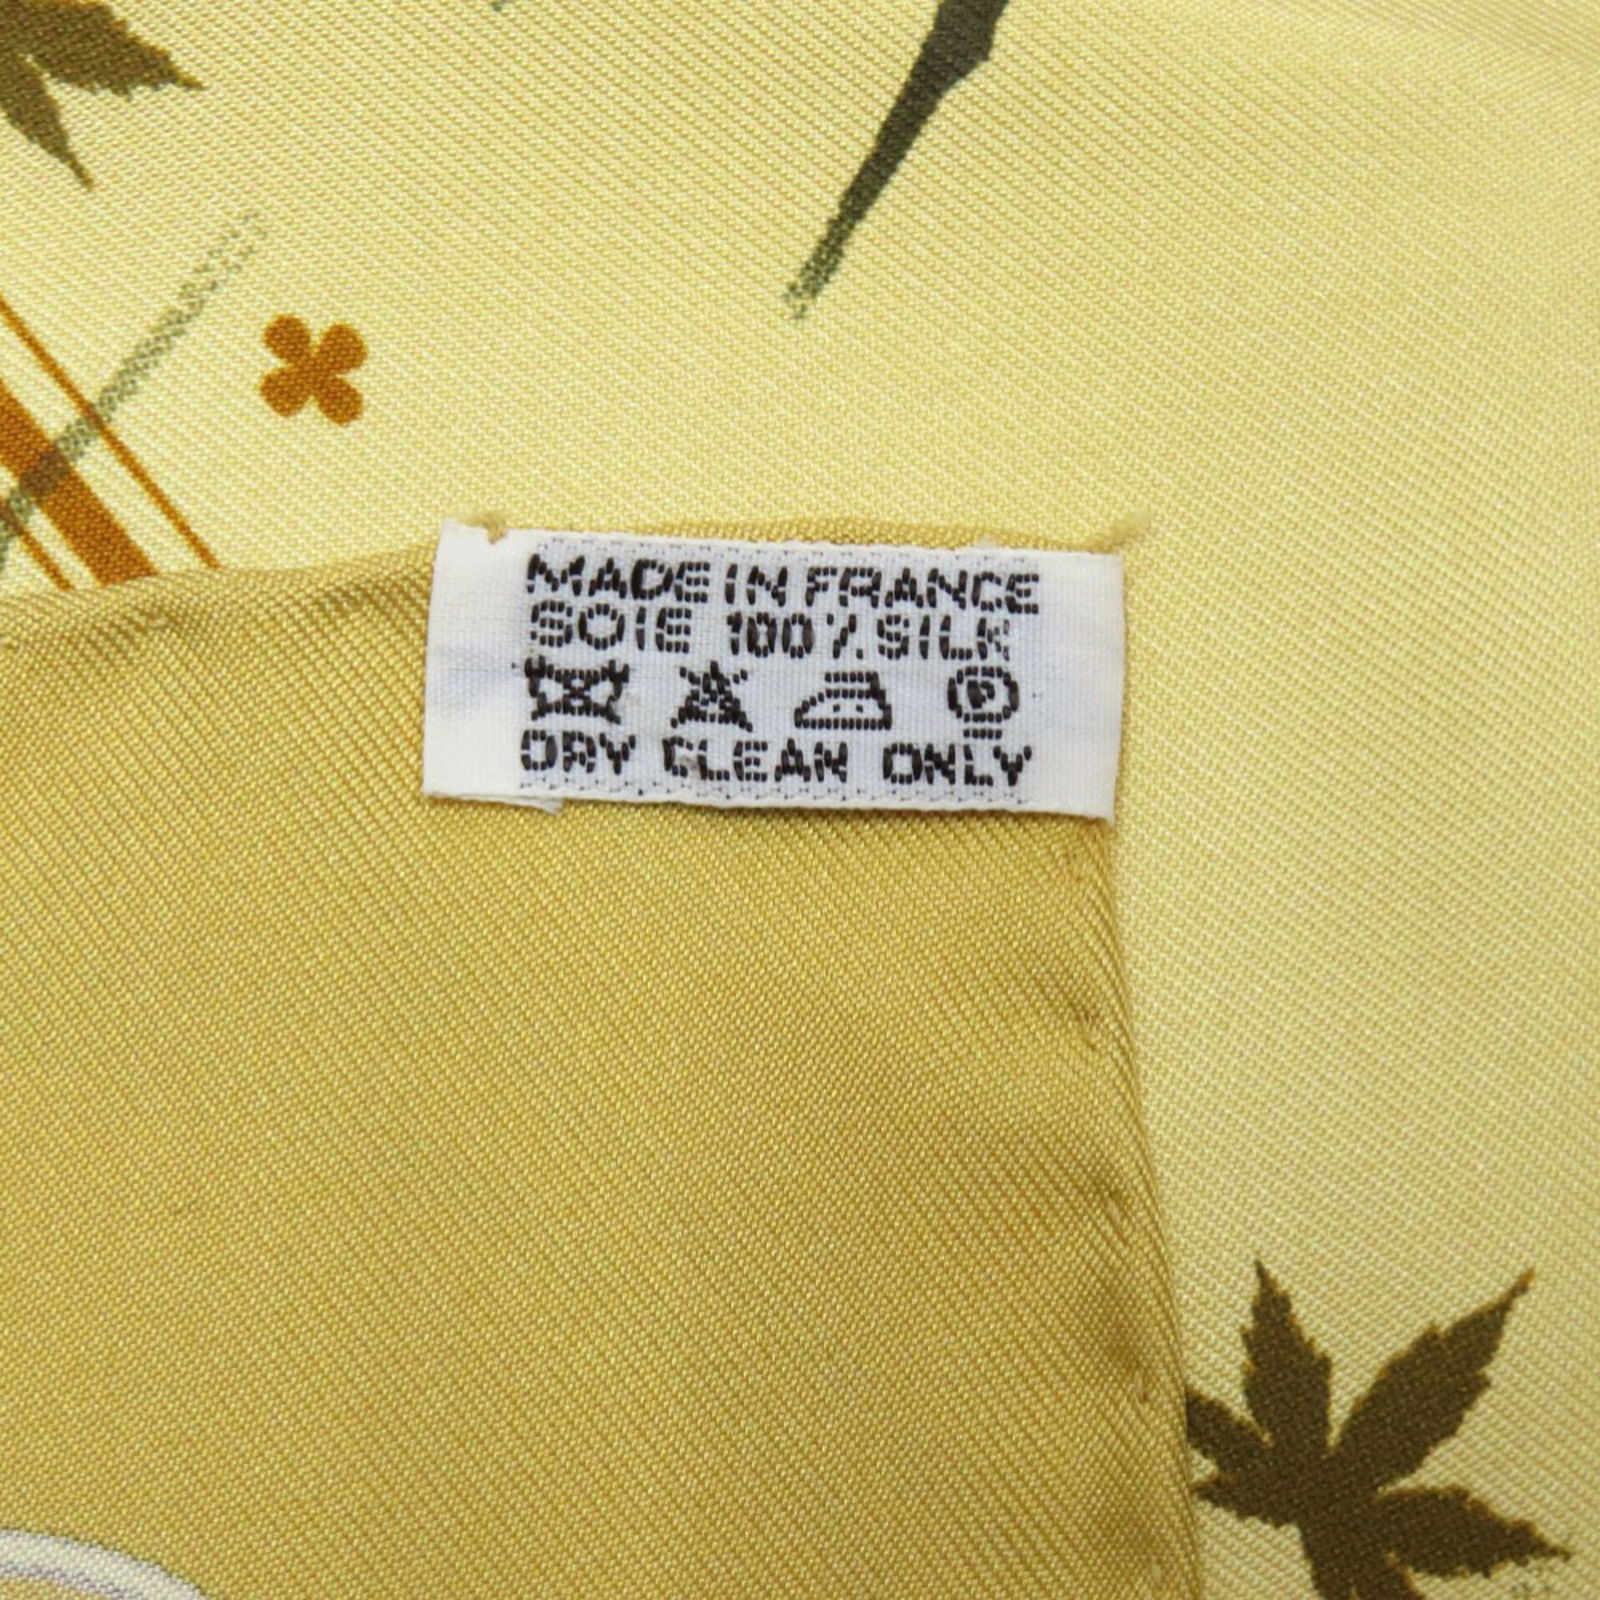 MADE IN FRANCE
SOIE 100% SILK
DRY CLEAN ONLY